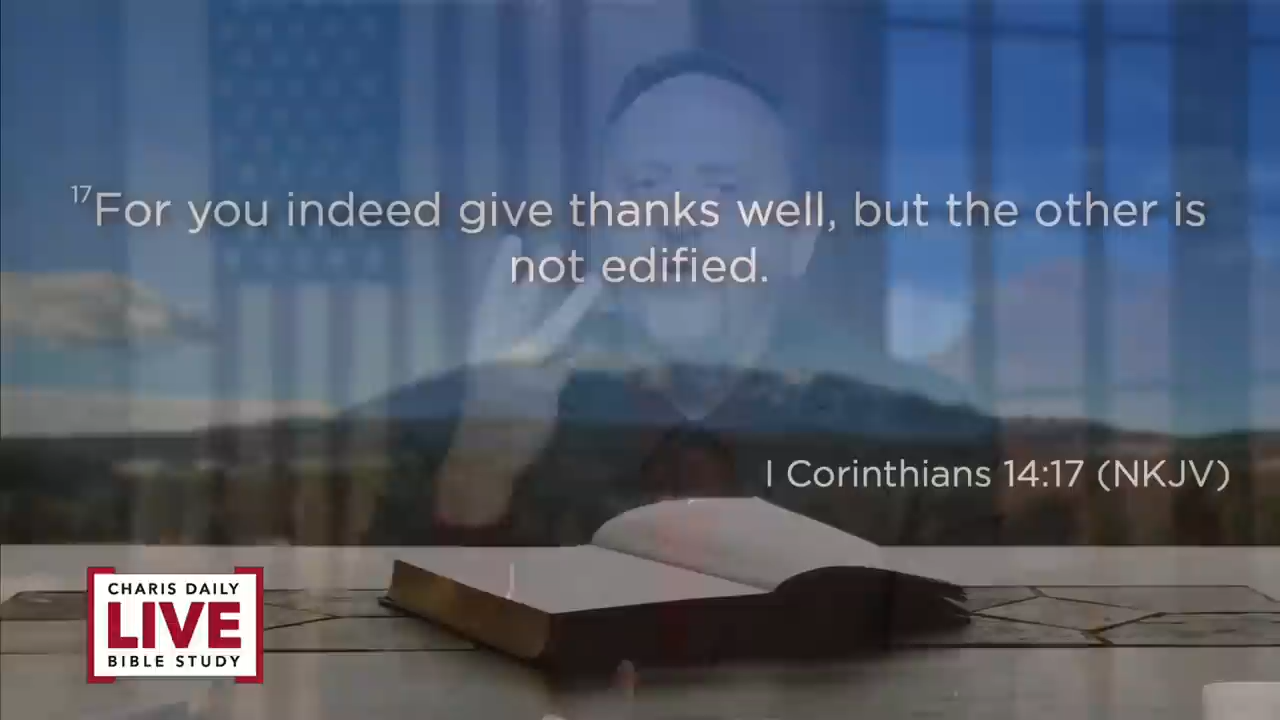 17For you indeed give thanks well, but the other is
not edified.
I Corinthians 14:17 (NKJV)
CHARIS DAILY
LIVE
BIBLE STUDY